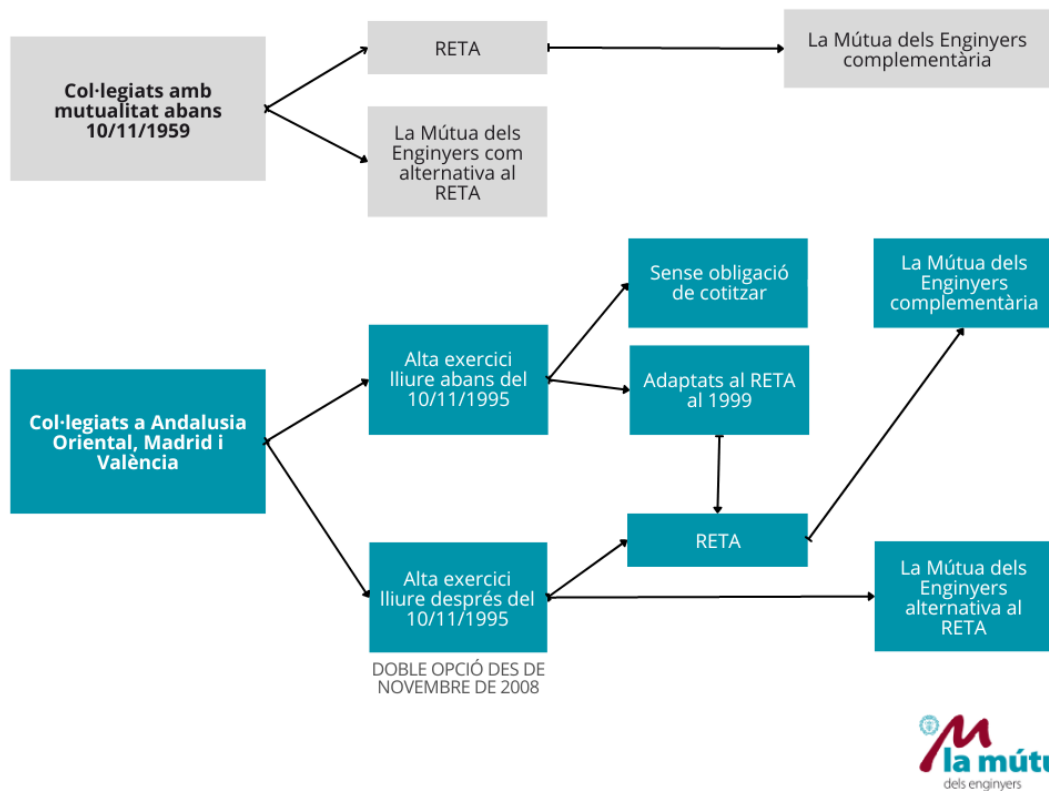 Col·legiats amb
mutualitat abans
10/11/1959
RETA
La Mútua dels Enginyers
complementària
La Mútua dels
Enginyers com
alternativa al
RETA
Col·legiats a Andalusia
Oriental, Madrid i
València
Alta exercici
lliure abans del
10/11/1995
Sense obligació
de cotitzar
Adaptats al RETA
al 1999
La Mútua dels
Enginyers
complementària
Alta exercici
lliure després del
10/11/1995
DOBLE OPCIÓ DES DE
NOVEMBRE DE 2008
RETA
La Mútua dels
Enginyers
alternativa al
RETA
la mútu
dels enginyers